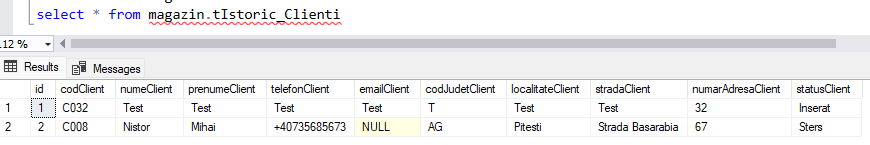 select * from magazin.tIstoric_Clienti
Results Messages
id codClient numeClient prenumeClient telefonClient emailClient codJudetClient localitateClient stradaClient numarAdresaClient statusClient
1 1 C032 Test Test Test Test T Test Test 32 Inserat
2 2 C008 Nistor Mihai +40735685673 NULL AG Pitesti Strada Basarabia 67 Sters